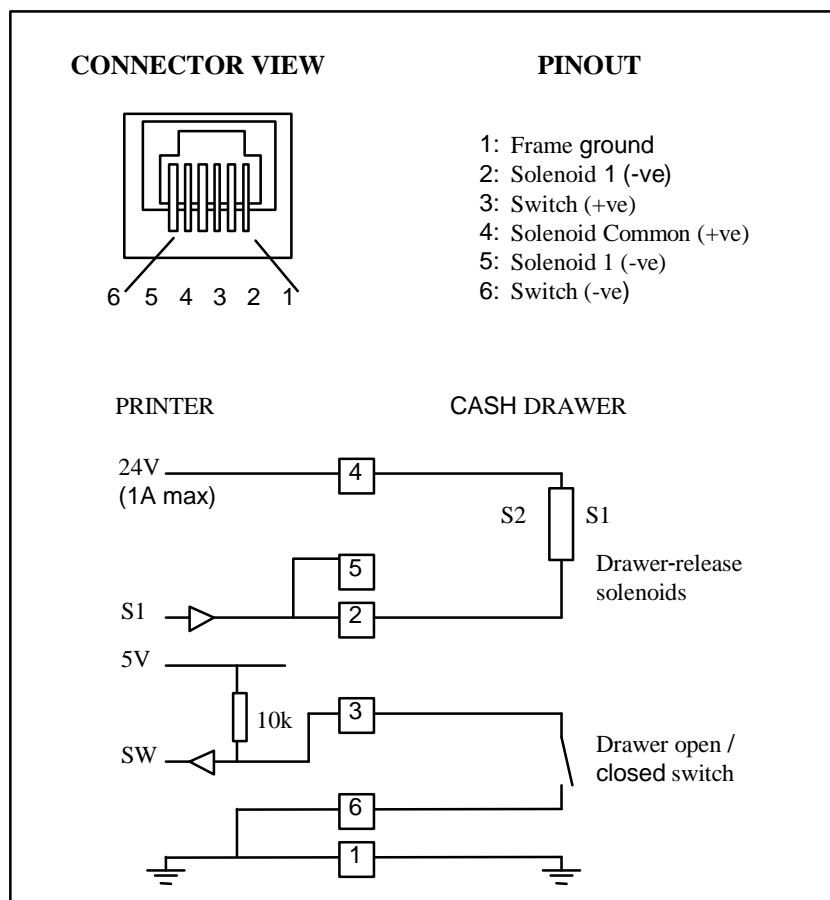 CONNECTOR VIEW
PINOUT
1: Frame ground
2: Solenoid 1 (-ve)
3: Switch (+ve)
4: Solenoid Common (+ve)
5: Solenoid 1 (-ve)
6: Switch (-ve)
6 5 4 3 2 1
PRINTER
CASH DRAWER
24V
(1A max)
4
S2 S1
5
Drawer-release
solenoids
S1
2
5V
10k
3
SW
Drawer open /
closed switch
6
1